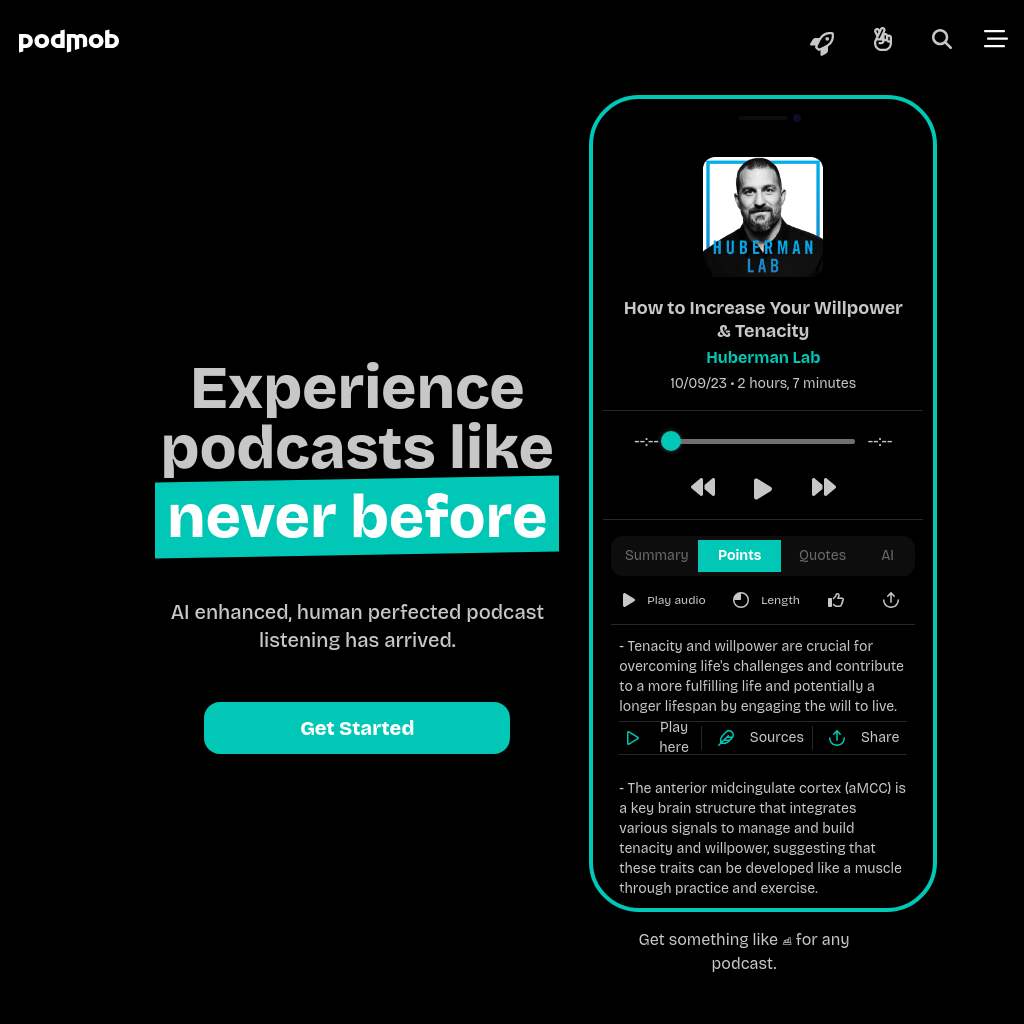 podmob
Experience
podcasts like
never before
AI enhanced, human perfected podcast
listening has arrived.
Get Started
HUBERMAN
LAB
How to Increase Your Willpower
& Tenacity
Huberman Lab
10/09/23 • 2 hours, 7 minutes
--:-- --:--
Summary Points Quotes AI
Play audio Length
- Tenacity and willpower are crucial for
overcoming life's challenges and contribute
to a more fulfilling life and potentially a
longer lifespan by engaging the will to live.
Play
here Sources Share
- The anterior midcingulate cortex (aMCC) is
a key brain structure that integrates
various signals to manage and build
tenacity and willpower, suggesting that
these traits can be developed like a muscle
through practice and exercise.
Get something like for any
podcast.